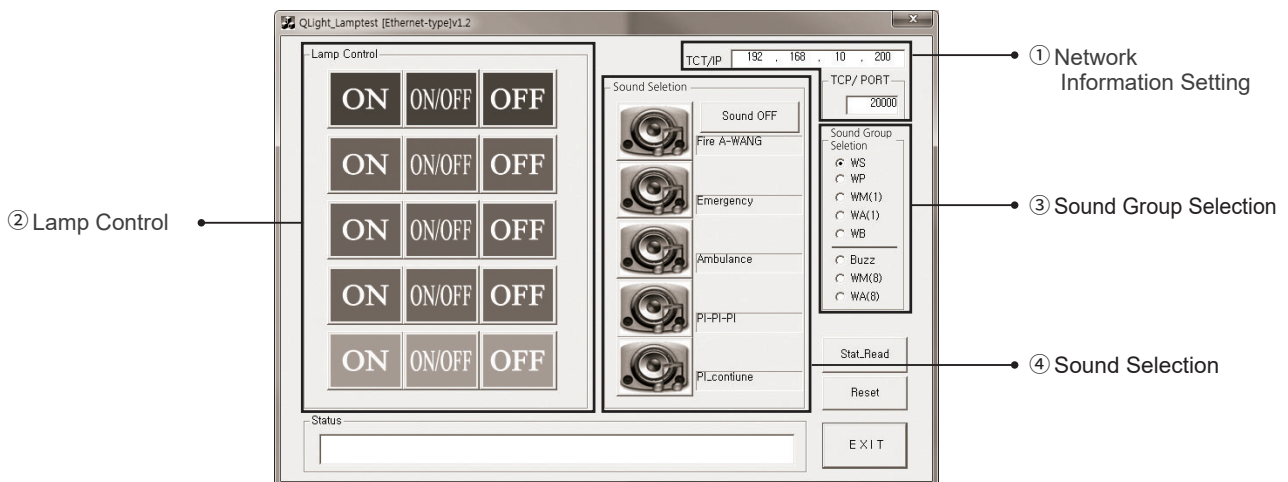 QLight_Lamptest [Ethernet-type]v1.2
x
Lamp Control
ON ON/OFF OFF
ON ON/OFF OFF
ON ON/OFF OFF
ON ON/OFF OFF
ON ON/OFF OFF
TCT/IP 192 . 168 . 10 . 200
TCP/ PORT
20000
Sound Seletion
Sound OFF
Fire A-WANG
Emergency
Ambulance
PI-PI-PI
PI_contiune
Sound Group
Seletion
WS
WP
WM(1)
WA(1)
WB
Buzz
WM(8)
WA(8)
Stat_Read
Reset
EXIT
Status
① Network
Information Setting
② Lamp Control
③ Sound Group Selection
④ Sound Selection